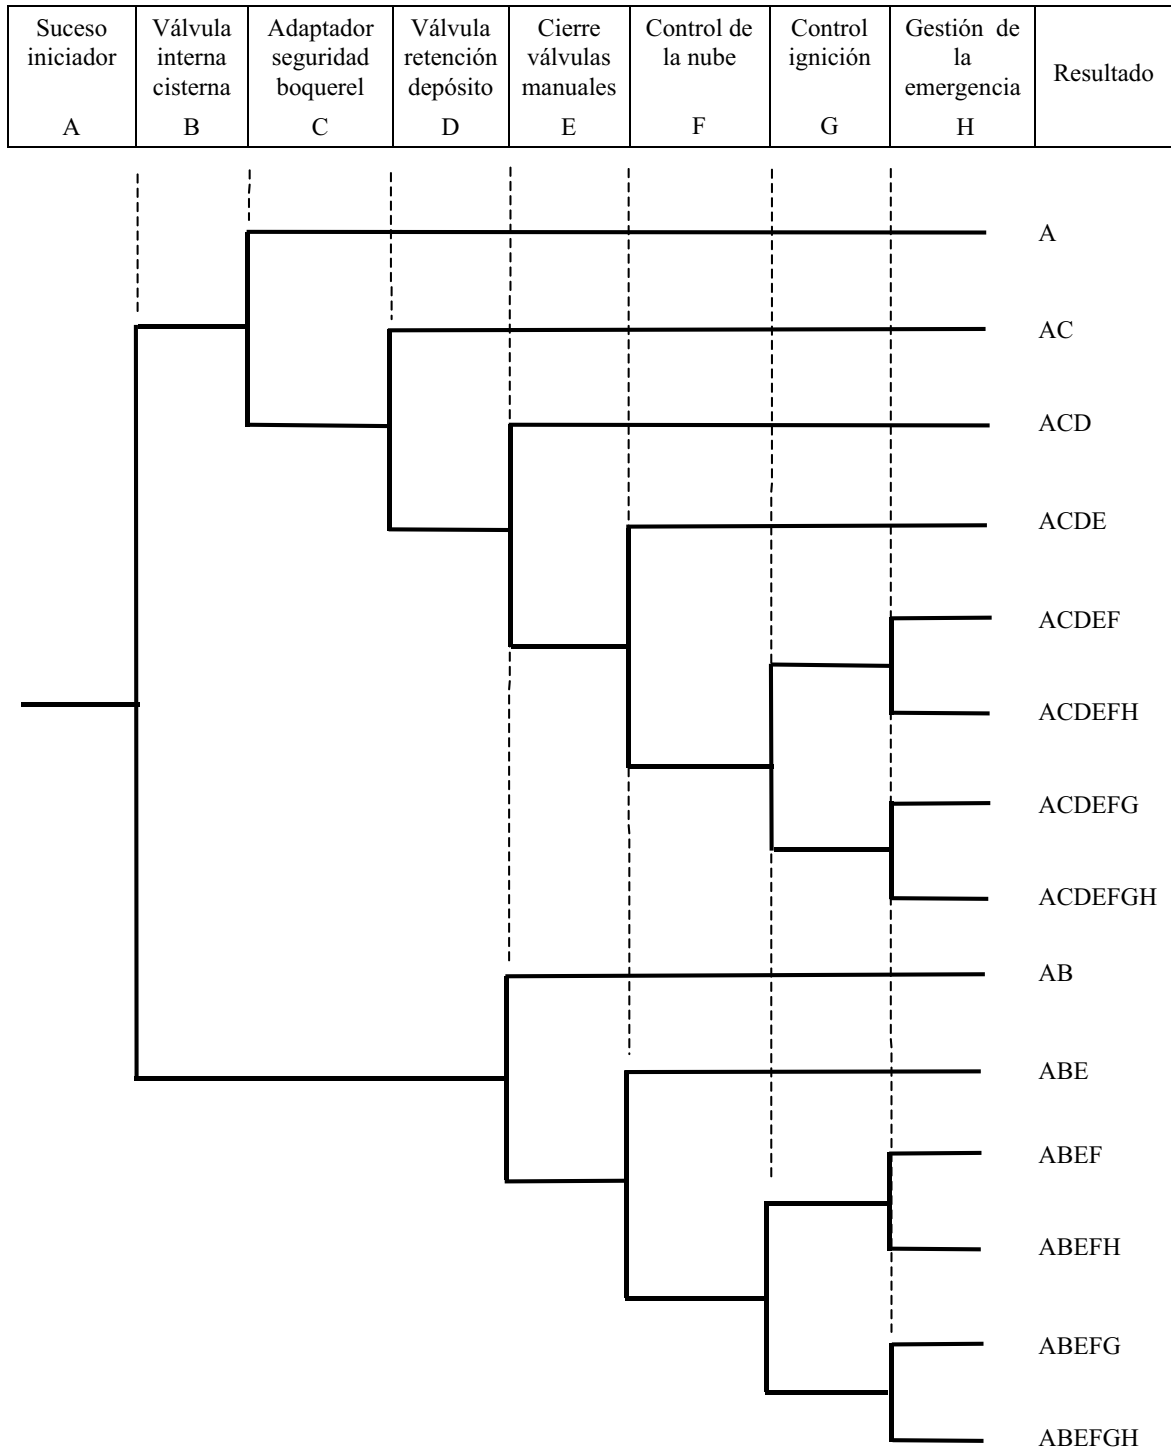 Suceso
iniciador
A
Válvula
interna
cisterna
B
Adaptador
seguridad
boquerel
C
Válvula
retención
depósito
D
Cierre
válvulas
manuales
E
Control de
la nube
F
Control
ignición
G
Gestión de
la
emergencia
H
Resultado
A
AC
ACD
ACDE
ACDEF
ACDEFH
ACDEFG
ACDEFGH
AB
ABE
ABEF
ABEFH
ABEFG
ABEFGH